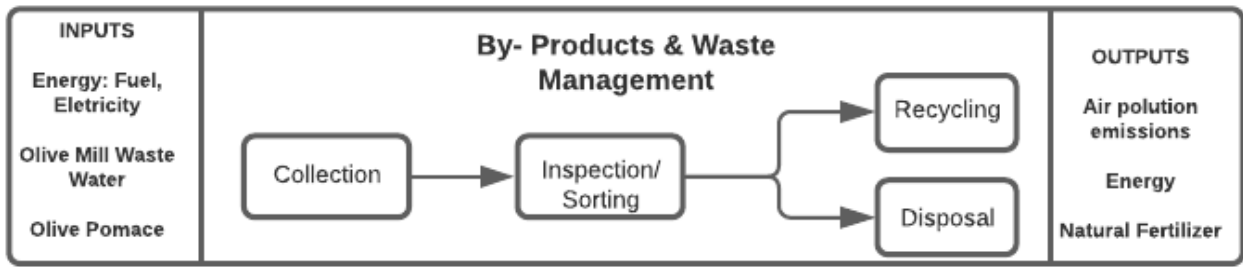 INPUTS
Energy: Fuel,
Eletricity
Olive Mill Waste
Water
Olive Pomace
By- Products & Waste
Management
Collection
Inspection/
Sorting
Recycling
Disposal
OUTPUTS
Air polution
emissions
Energy
Natural Fertilizer